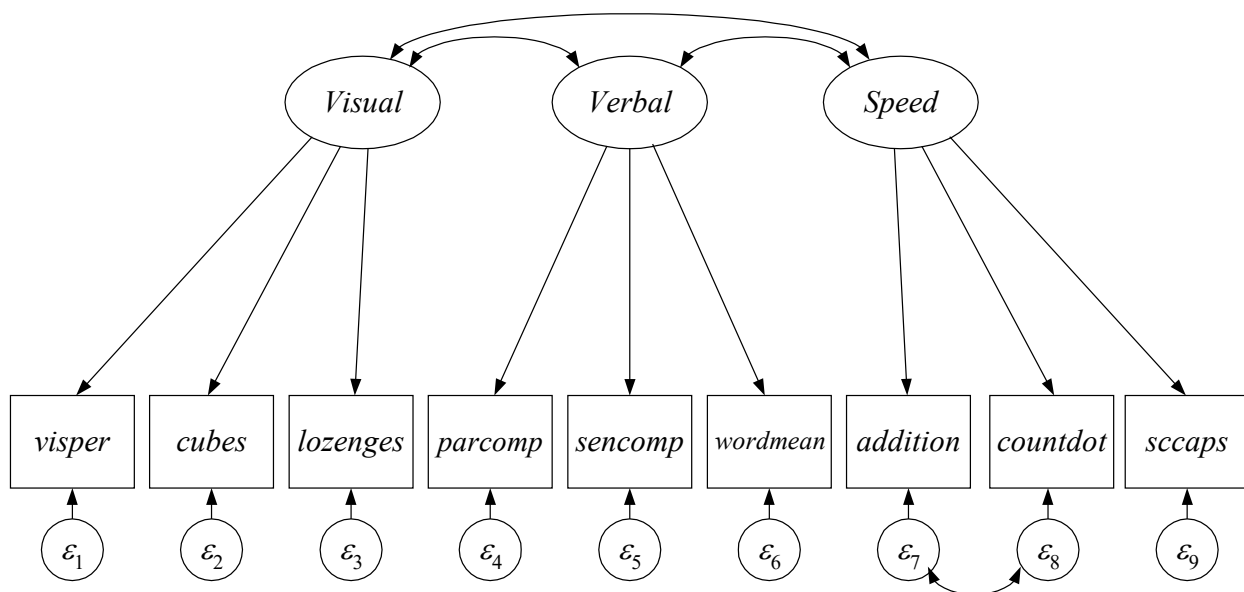 Visual Verbal Speed
visper cubes lozenges parcomp sencomp wordmean addition countdot sccaps
ε1 ε2 ε3 ε4 ε5 ε6 ε7 ε8 ε9